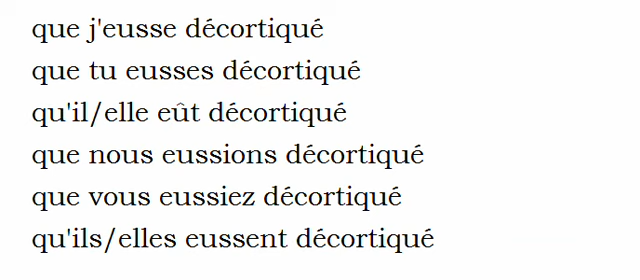 que j'eusse décortiqué
que tu eusses décortiqué
qu'il/elle eût décortiqué
que nous eussions décortiqué
que vous eussiez décortiqué
qu'ils/elles eussent décortiqué